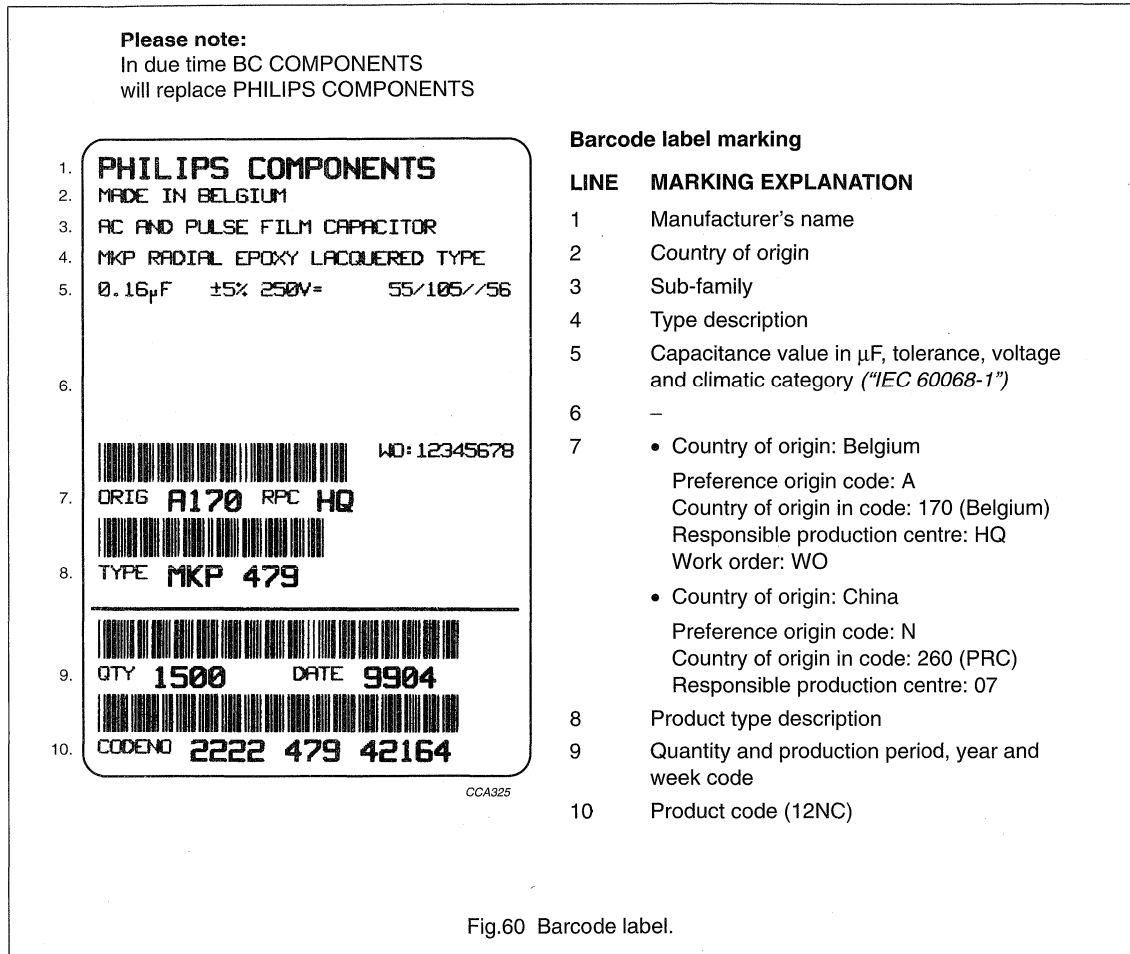 Please note:
In due time BC COMPONENTS
will replace PHILIPS COMPONENTS
1. PHILIPS COMPONENTS
2. MADE IN BELGIUM
3. AC AND PULSE FILM CAPACITOR
4. MKP RADIAL EPOXY LACQUERED TYPE
5. 0.16µF ±5% 250V= 55/105//56
6.
WO:12345678
7. ORIG A170 RPC HQ
8. TYPE MKP 479
9. QTY 1500 DATE 9904
10. CODENO 2222 479 42164
CCA325
Barcode label marking
LINE MARKING EXPLANATION
1 Manufacturer's name
2 Country of origin
3 Sub-family
4 Type description
5 Capacitance value in µF, tolerance, voltage
and climatic category ("IEC 60068-1")
6 –
7 • Country of origin: Belgium
Preference origin code: A
Country of origin in code: 170 (Belgium)
Responsible production centre: HQ
Work order: WO
• Country of origin: China
Preference origin code: N
Country of origin in code: 260 (PRC)
Responsible production centre: 07
8 Product type description
9 Quantity and production period, year and
week code
10 Product code (12NC)
Fig.60 Barcode label.